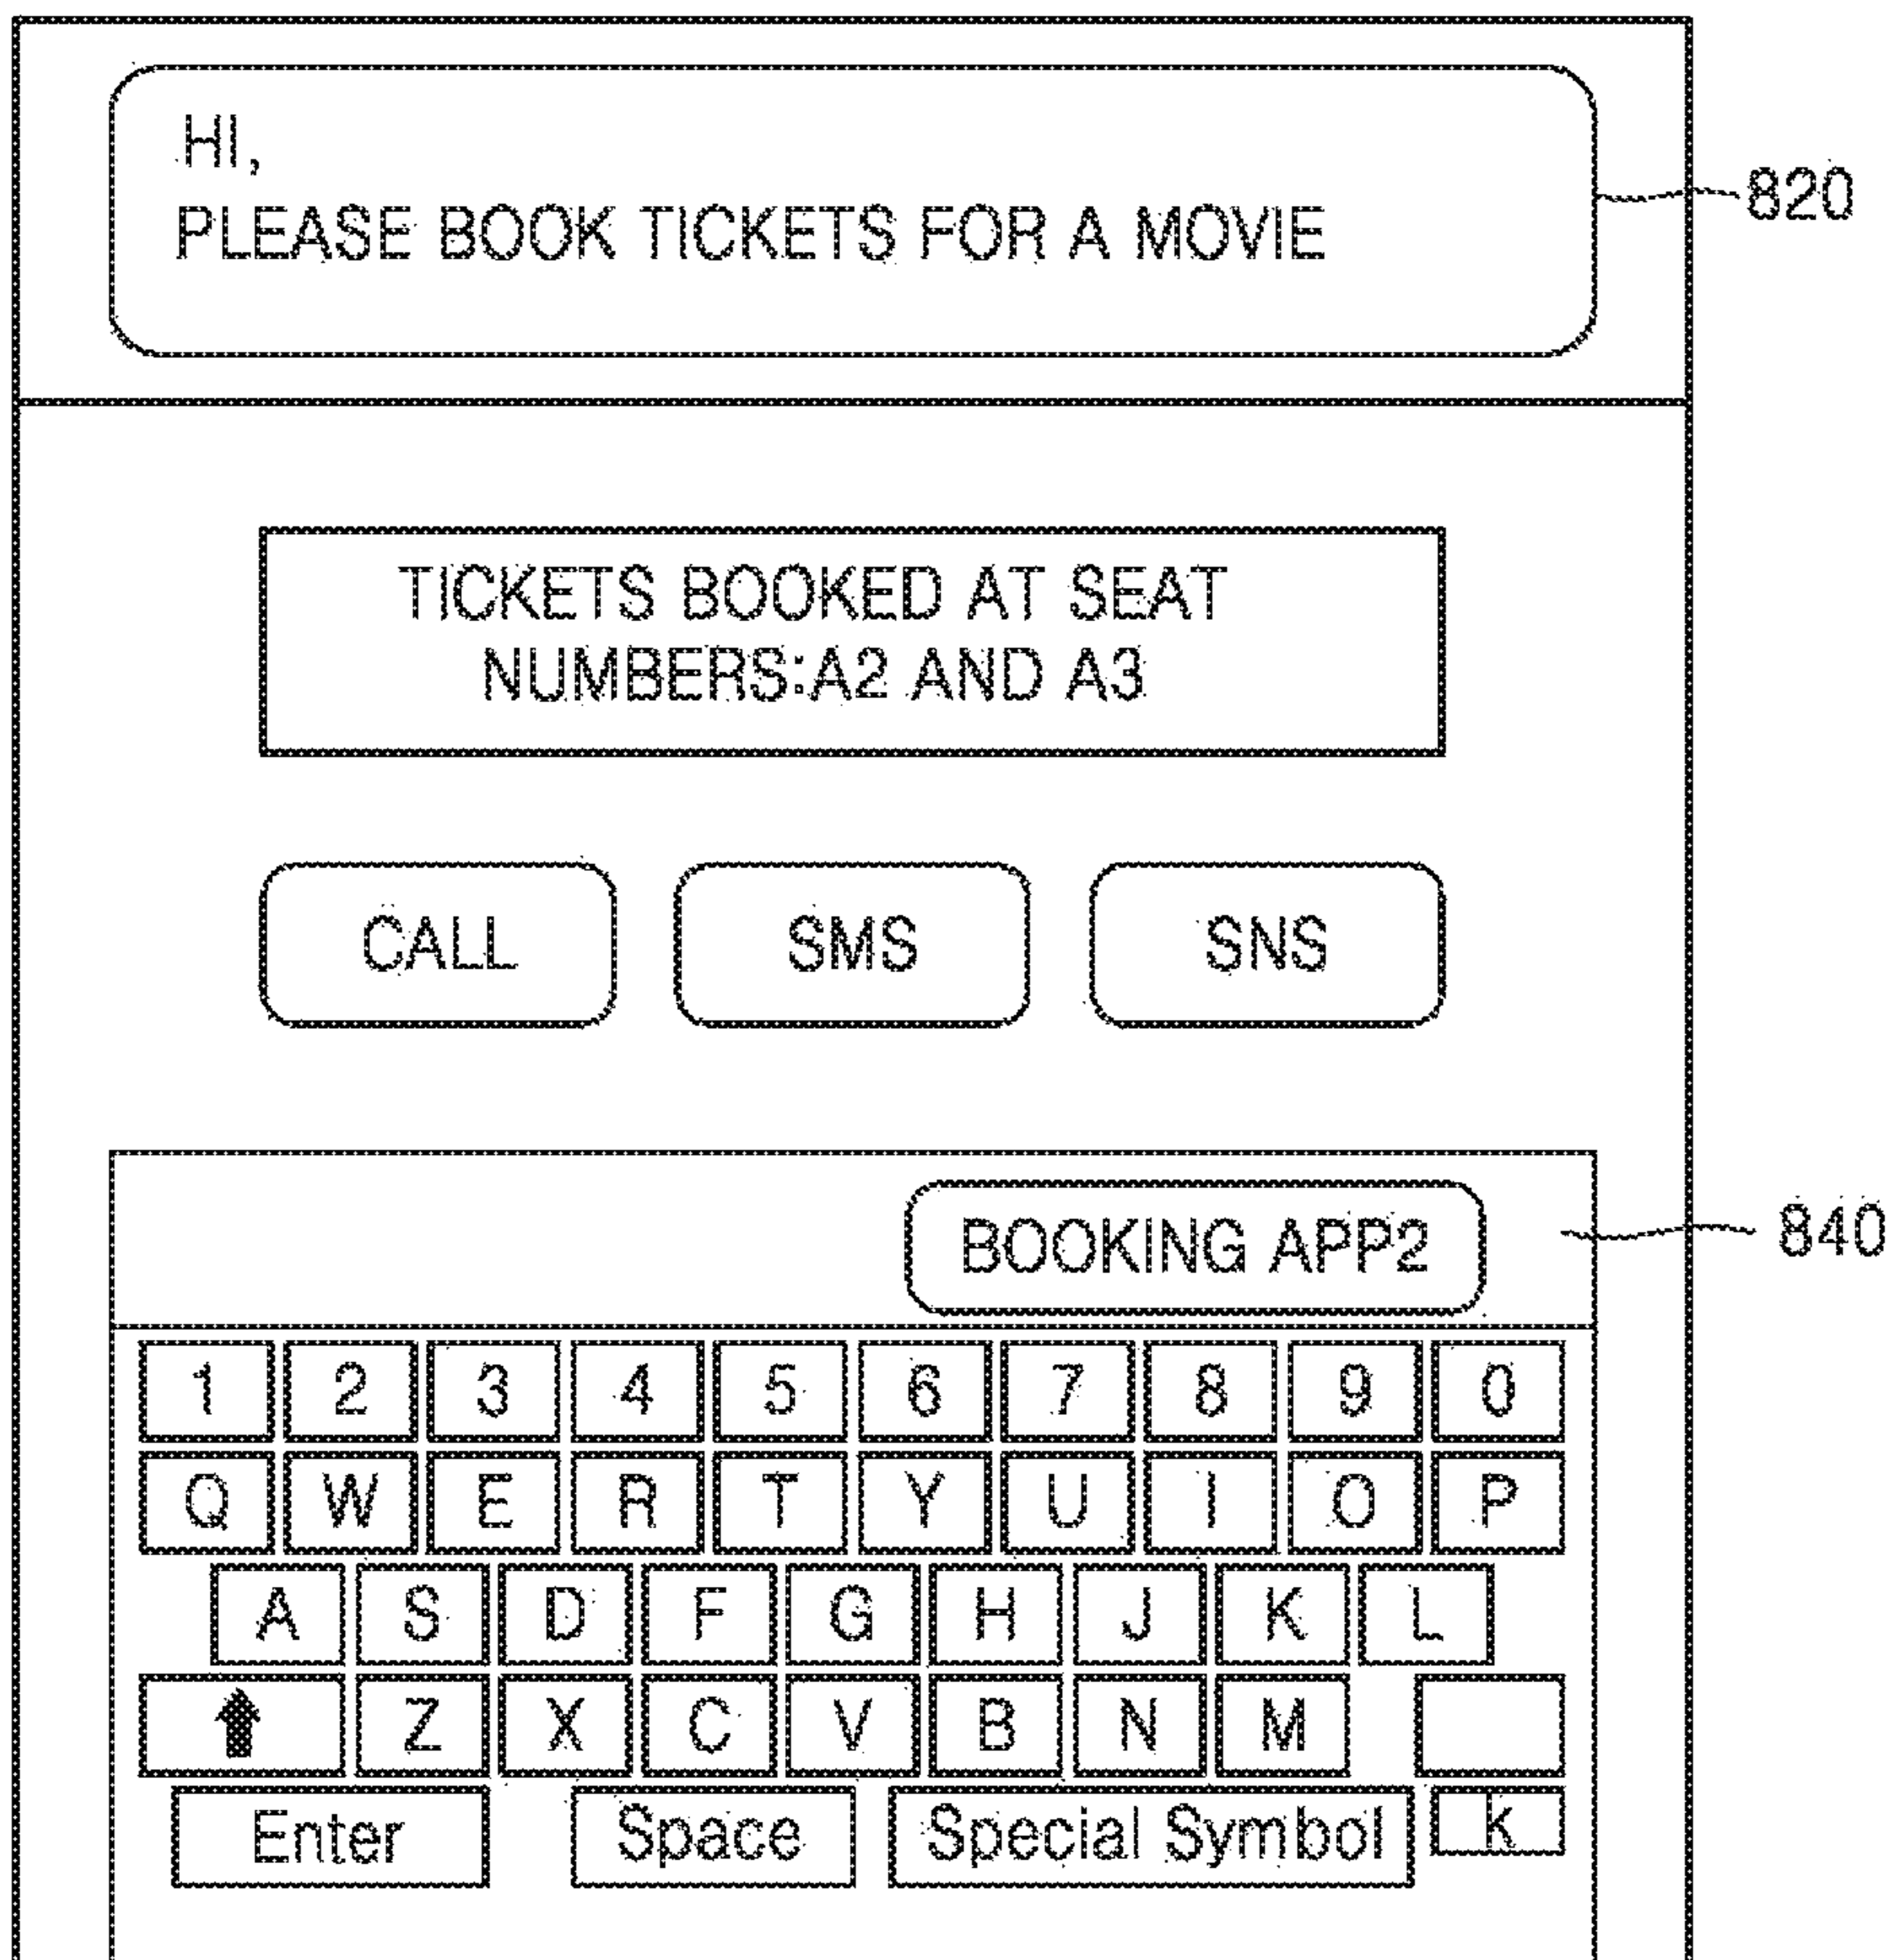 HI,
PLEASE BOOK TICKETS FOR A MOVIE
820
TICKETS BOOKED AT SEAT
NUMBERS:A2 AND A3
CALL SMS SNS
BOOKING APP2
840
1 2 3 4 5 6 7 8 9 0
Q W E R T Y U I O P
A S D F G H J K L
Z X C V B N M
Enter Space Special Symbol k